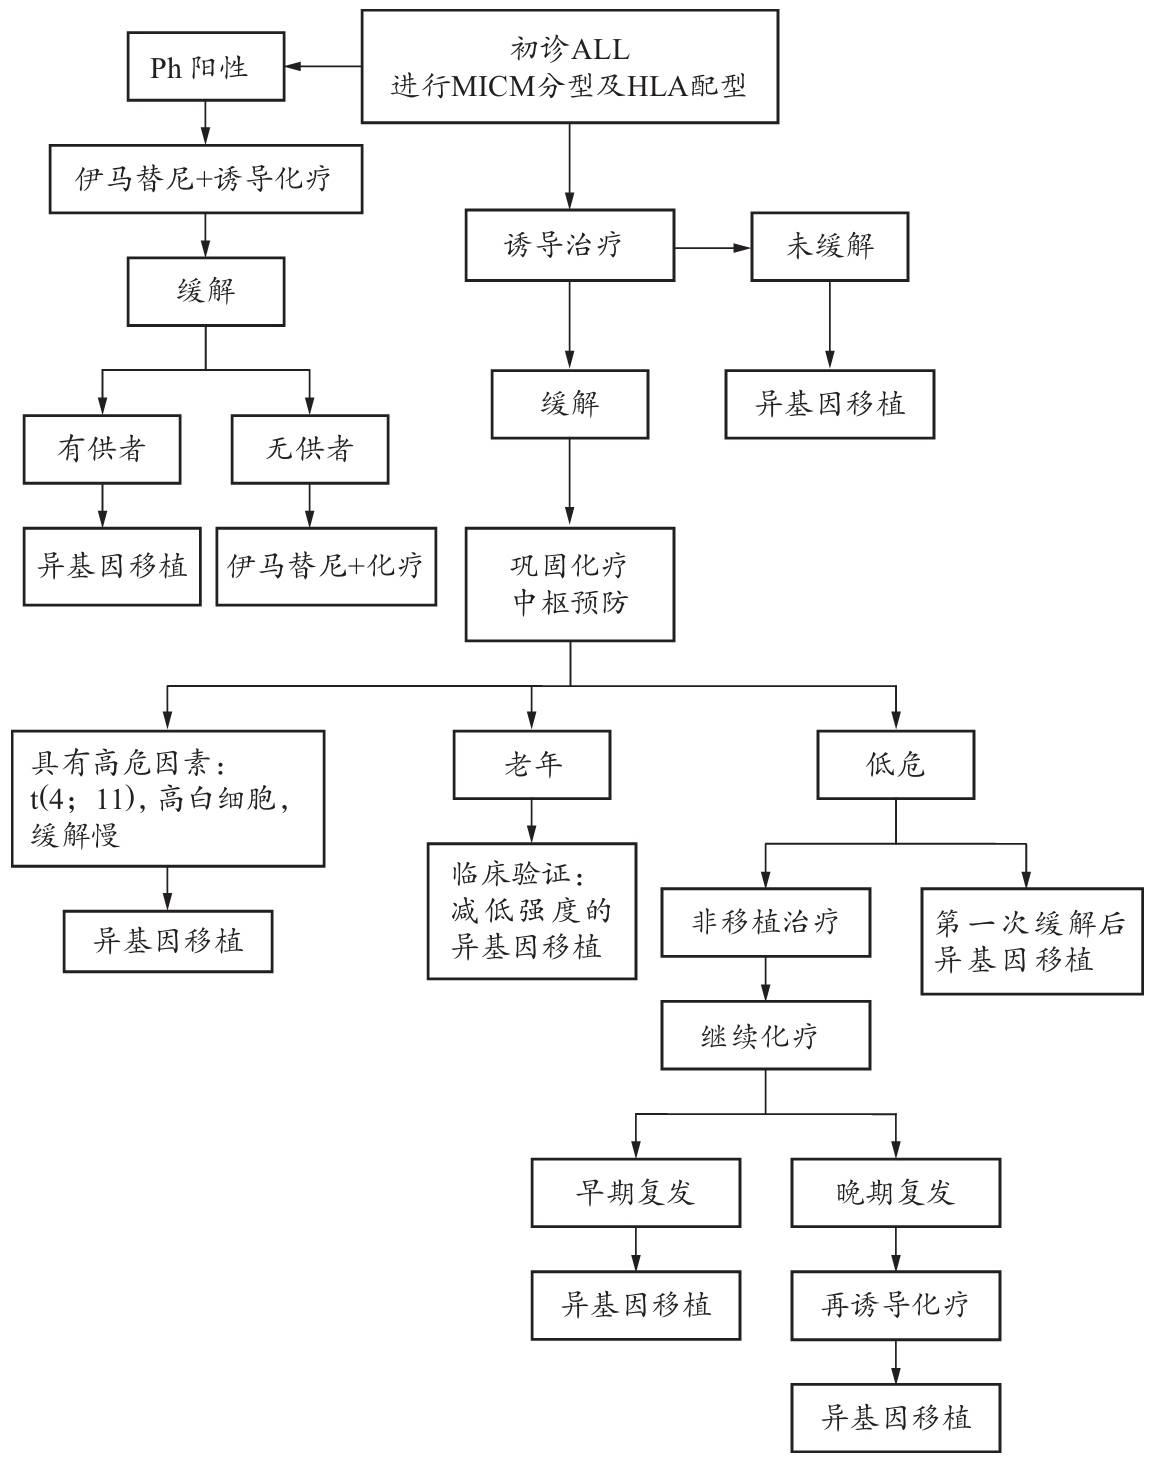 初诊ALL
进行MICM分型及HLA配型
Ph 阳性
伊马替尼+诱导化疗
缓解
有供者
无供者
异基因移植
伊马替尼+化疗
诱导治疗
未缓解
异基因移植
缓解
巩固化疗
中枢预防
具有高危因素：
t(4；11)，高白细胞，
缓解慢
异基因移植
老年
临床验证：
减低强度的
异基因移植
低危
非移植治疗
第一次缓解后
异基因移植
继续化疗
早期复发
晚期复发
异基因移植
再诱导化疗
异基因移植